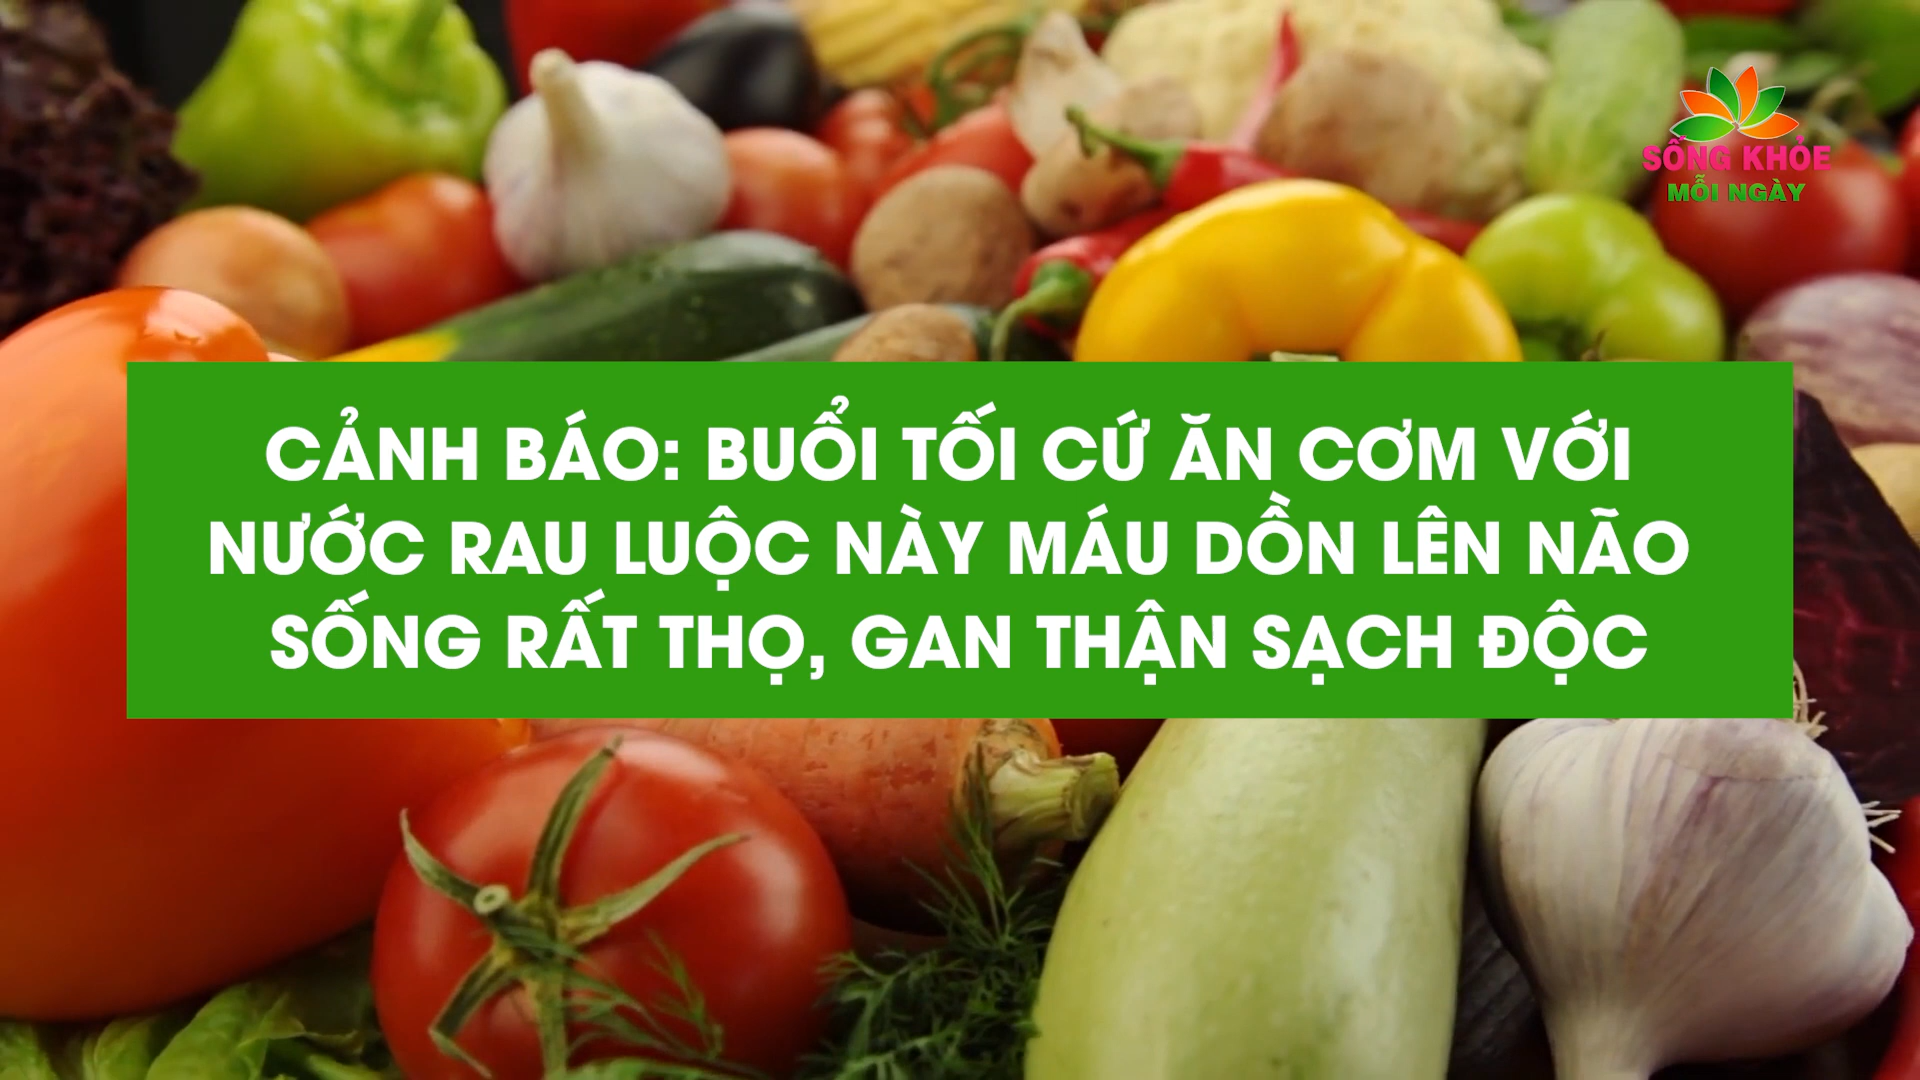 SỐNG KHỎE
MỖI NGÀY
CẢNH BÁO: BUỔI TỐI CỨ ĂN CƠM VỚI
NƯỚC RAU LUỘC NÀY MÁU DỒN LÊN NÃO
SỐNG RẤT THỌ, GAN THẬN SẠCH ĐỘC